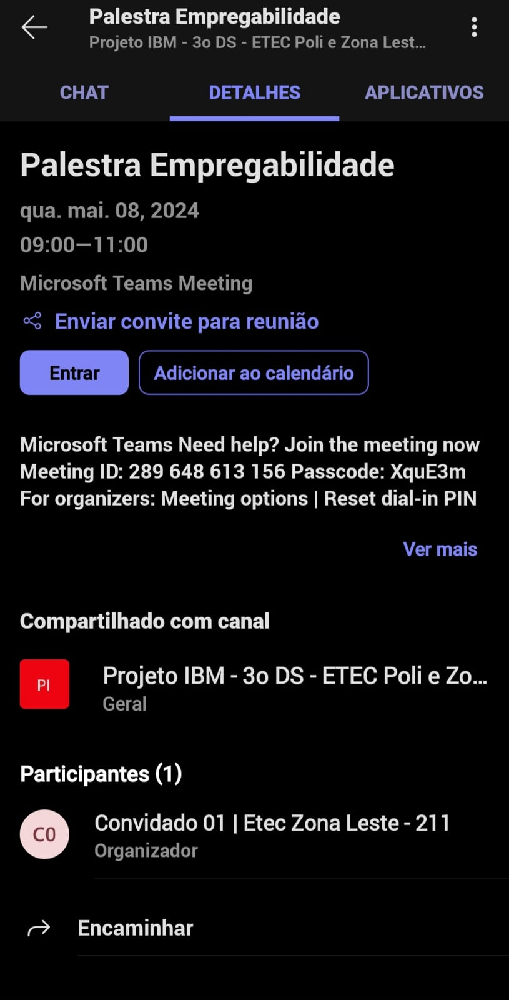 Palestra Empregabilidade
Projeto IBM - 3o DS - ETEC Poli e Zona Lest...
CHAT
DETALHES
APLICATIVOS
Palestra Empregabilidade
qua. mai. 08, 2024
09:00—11:00
Microsoft Teams Meeting
Enviar convite para reunião
Entrar
Adicionar ao calendário
Microsoft Teams Need help? Join the meeting now
Meeting ID: 289 648 613 156 Passcode: XquE3m
For organizers: Meeting options | Reset dial-in PIN
Ver mais
Compartilhado com canal
PI
Projeto IBM - 3o DS - ETEC Poli e Zo...
Geral
Participantes (1)
C0
Convidado 01 | Etec Zona Leste - 211
Organizador
Encaminhar